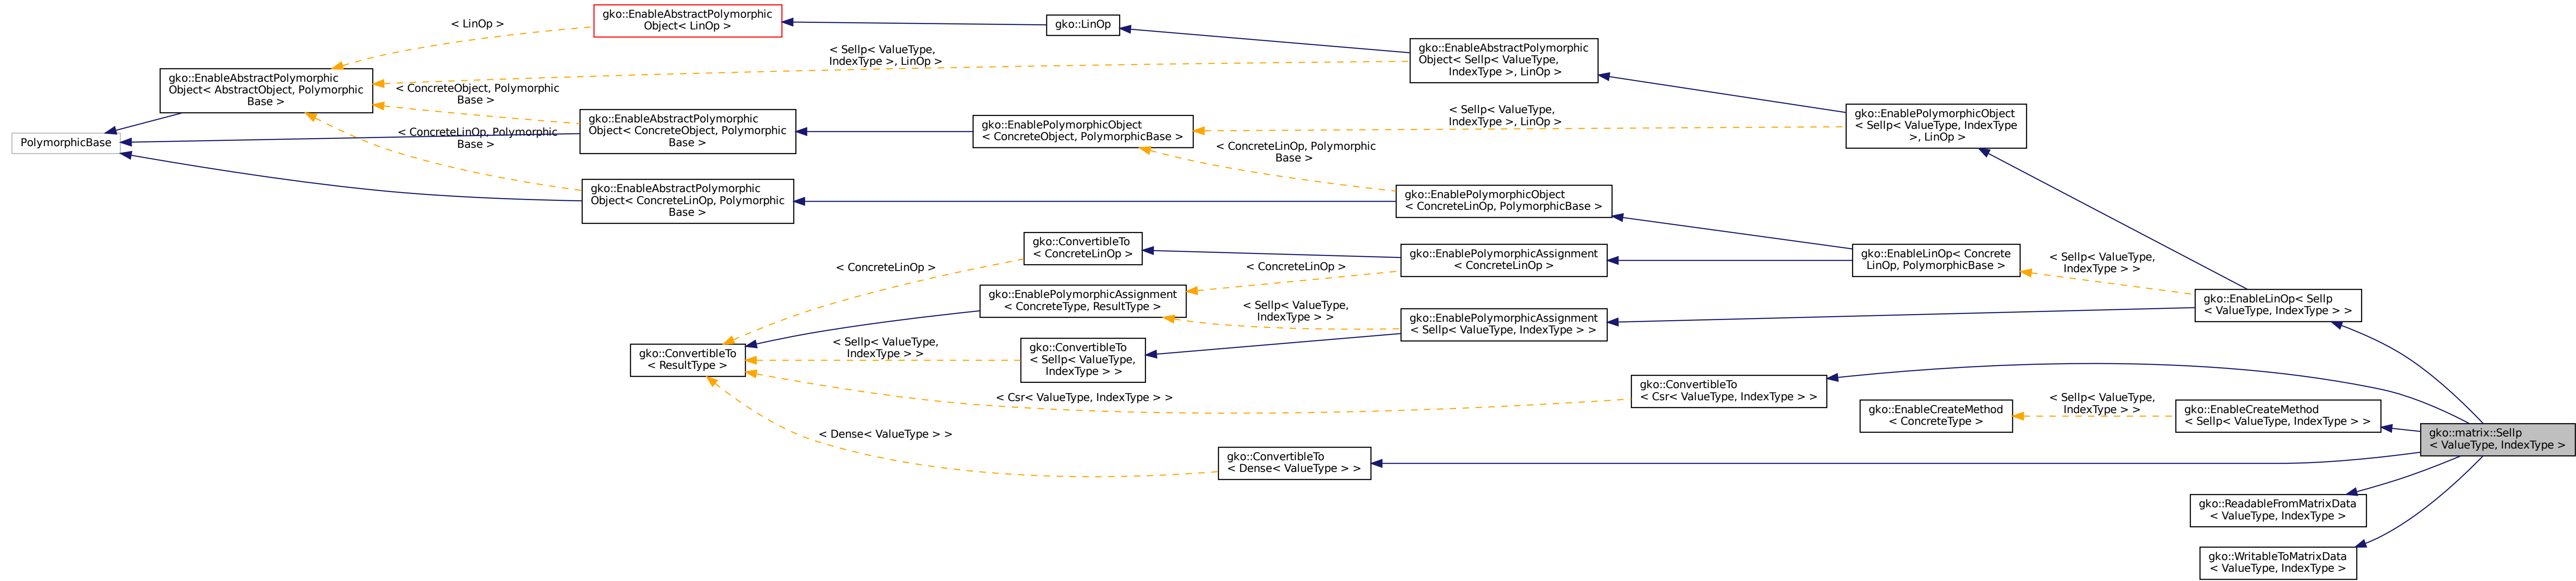 gko::EnableAbstractPolymorphic
Object< LinOp >
< LinOp >
gko::LinOp
gko::EnableAbstractPolymorphic
Object< Sellp< ValueType,
IndexType >, LinOp >
< Sellp< ValueType,
IndexType >, LinOp >
gko::EnableAbstractPolymorphic
Object< AbstractObject, Polymorphic
Base >
< ConcreteObject, Polymorphic
Base >
gko::EnableAbstractPolymorphic
Object< ConcreteObject, Polymorphic
Base >
gko::EnablePolymorphicObject
< ConcreteObject, PolymorphicBase >
< Sellp< ValueType,
IndexType >, LinOp >
gko::EnablePolymorphicObject
< Sellp< ValueType, IndexType
>, LinOp >
PolymorphicBase
< ConcreteLinOp, Polymorphic
Base >
< ConcreteLinOp, Polymorphic
Base >
gko::EnableAbstractPolymorphic
Object< ConcreteLinOp, Polymorphic
Base >
gko::EnablePolymorphicObject
< ConcreteLinOp, PolymorphicBase >
gko::ConvertibleTo
< ConcreteLinOp >
gko::EnablePolymorphicAssignment
< ConcreteLinOp >
gko::EnableLinOp< Concrete
LinOp, PolymorphicBase >
< Sellp< ValueType,
IndexType > >
< ConcreteLinOp >
< ConcreteLinOp >
gko::EnablePolymorphicAssignment
< ConcreteType, ResultType >
< Sellp< ValueType,
IndexType > >
gko::EnablePolymorphicAssignment
< Sellp< ValueType, IndexType > >
gko::EnableLinOp< Sellp
< ValueType, IndexType > >
gko::ConvertibleTo
< ResultType >
< Sellp< ValueType,
IndexType > >
gko::ConvertibleTo
< Sellp< ValueType,
IndexType > >
< Csr< ValueType, IndexType > >
gko::ConvertibleTo
< Csr< ValueType, IndexType > >
gko::EnableCreateMethod
< ConcreteType >
< Sellp< ValueType,
IndexType > >
gko::EnableCreateMethod
< Sellp< ValueType, IndexType > >
gko::matrix::Sellp
< ValueType, IndexType >
< Dense< ValueType > >
gko::ConvertibleTo
< Dense< ValueType > >
gko::ReadableFromMatrixData
< ValueType, IndexType >
gko::WritableToMatrixData
< ValueType, IndexType >